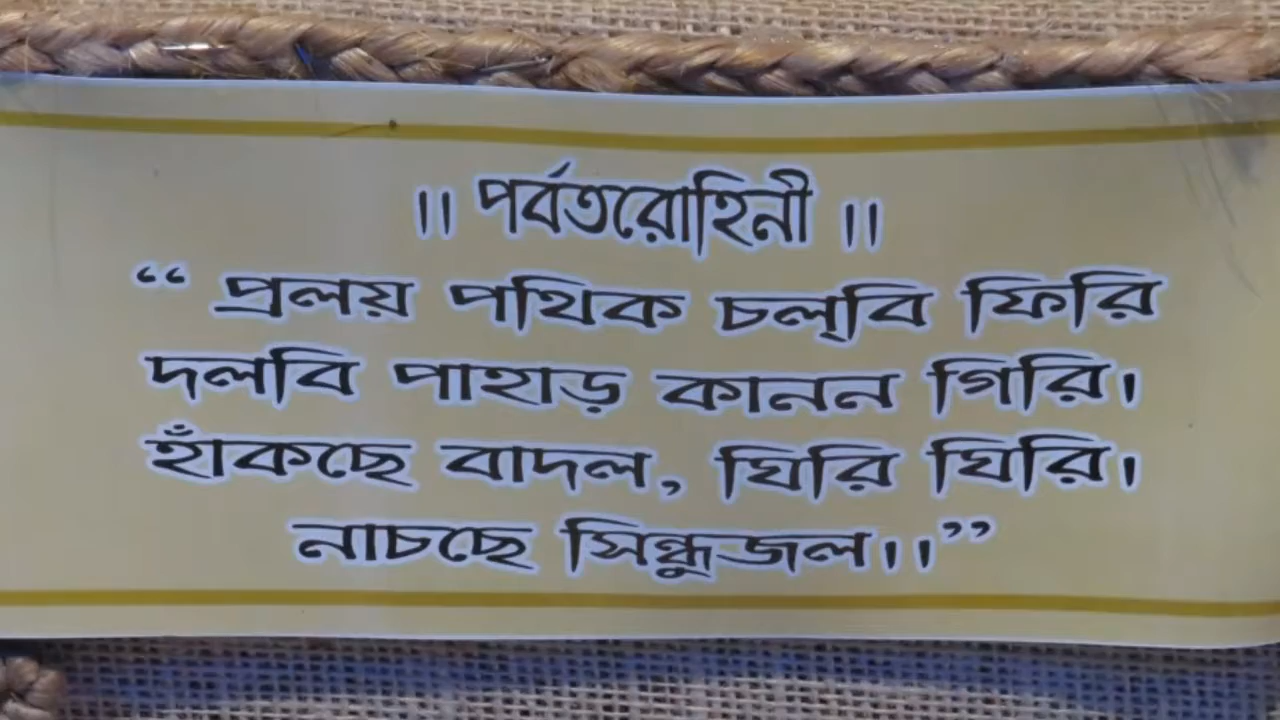 ।। পর্বতরোহিনী ।।
“ প্রলয় পথিক চল্‌বি ফিরি
দলবি পাহাড় কানন গিরি।
হাঁকছে বাদল, ঘিরি ঘিরি।
নাচছে সিন্ধুজল।।”